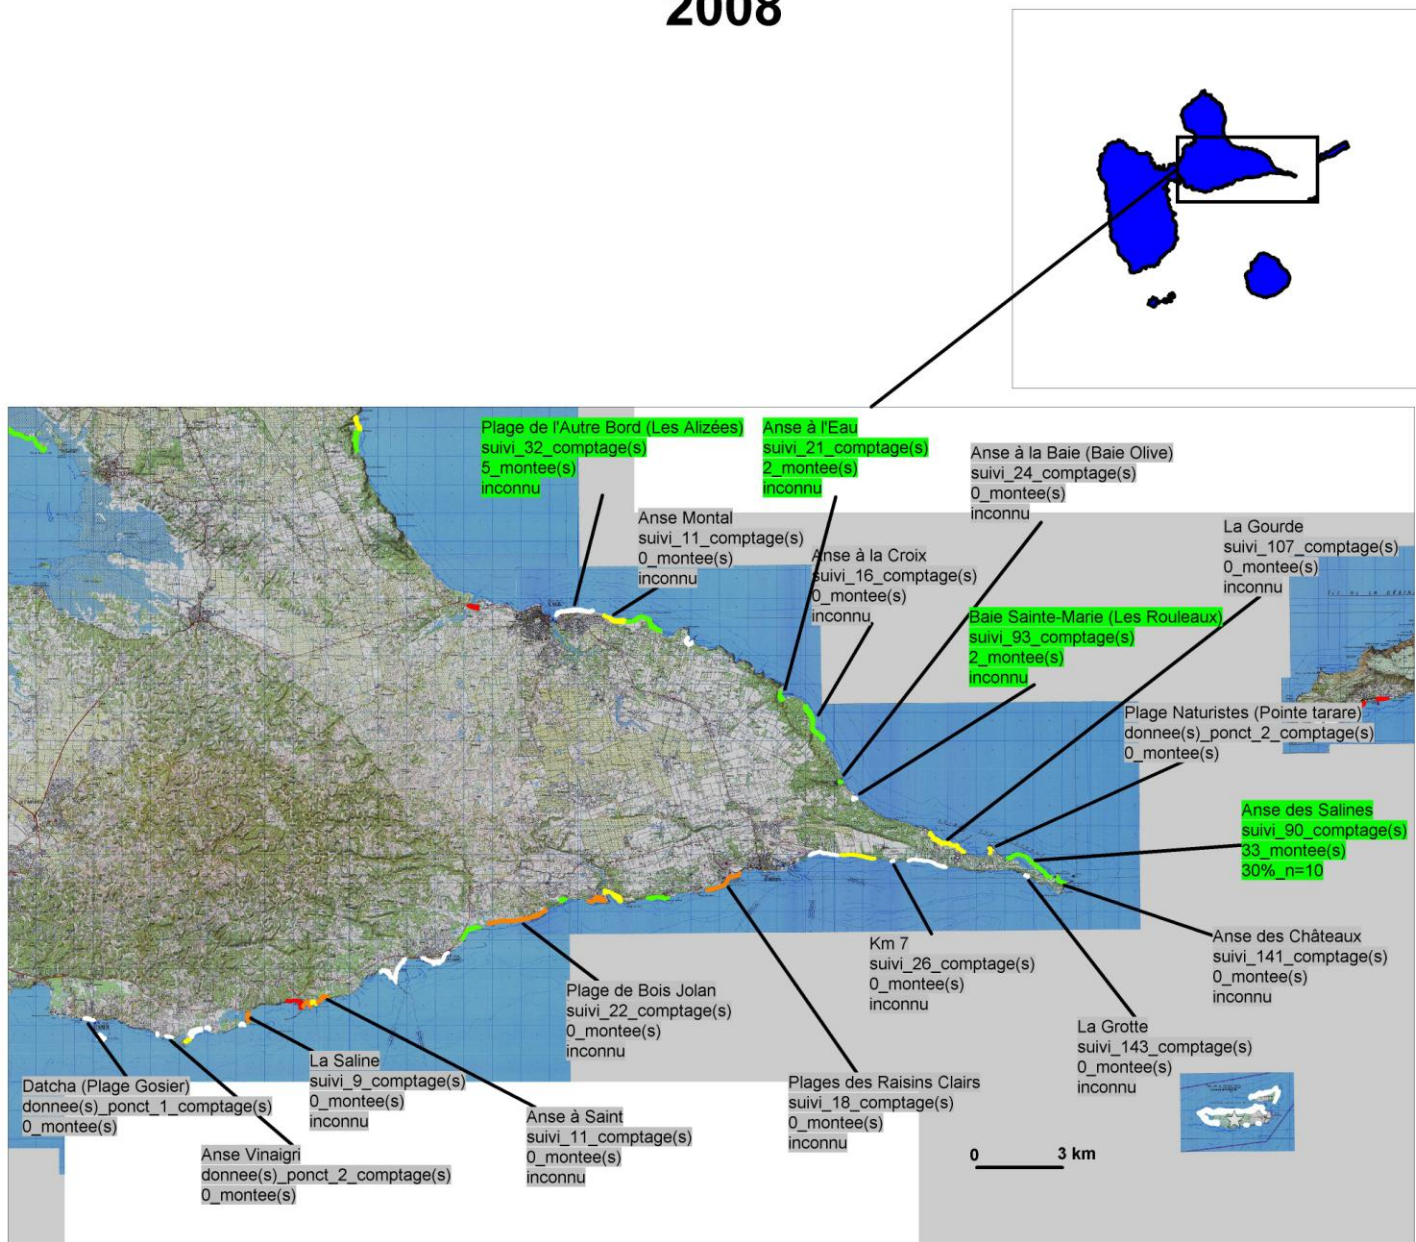 2008
Plage de l'Autre Bord (Les Alizées)
suivi_32_comptage(s)
5_montee(s)
inconnu
Anse à l'Eau
suivi_21_comptage(s)
2_montee(s)
inconnu
Anse à la Baie (Baie Olive)
suivi_24_comptage(s)
0_montee(s)
inconnu
Anse Montal
suivi_11_comptage(s)
0_montee(s)
inconnu
La Gourde
suivi_107_comptage(s)
0_montee(s)
inconnu
Anse à la Croix
suivi_16_comptage(s)
0_montee(s)
inconnu
Baie Sainte-Marie (Les Rouleaux)
suivi_93_comptage(s)
2_montee(s)
inconnu
Plage Naturistes (Pointe tarare)
donnee(s)_ponct_2_comptage(s)
0_montee(s)
Anse des Salines
suivi_90_comptage(s)
33_montee(s)
30%_n=10
Anse des Châteaux
suivi_141_comptage(s)
0_montee(s)
inconnu
Km 7
suivi_26_comptage(s)
0_montee(s)
inconnu
Plage de Bois Jolan
suivi_22_comptage(s)
0_montee(s)
inconnu
La Grotte
suivi_143_comptage(s)
0_montee(s)
inconnu
La Saline
suivi_9_comptage(s)
0_montee(s)
inconnu
Datcha (Plage Gosier)
donnee(s)_ponct_1_comptage(s)
0_montee(s)
Plages des Raisins Clairs
suivi_18_comptage(s)
0_montee(s)
inconnu
Anse à Saint
suivi_11_comptage(s)
0_montee(s)
inconnu
Anse Vinaigri
donnee(s)_ponct_2_comptage(s)
0_montee(s)
0 3 km